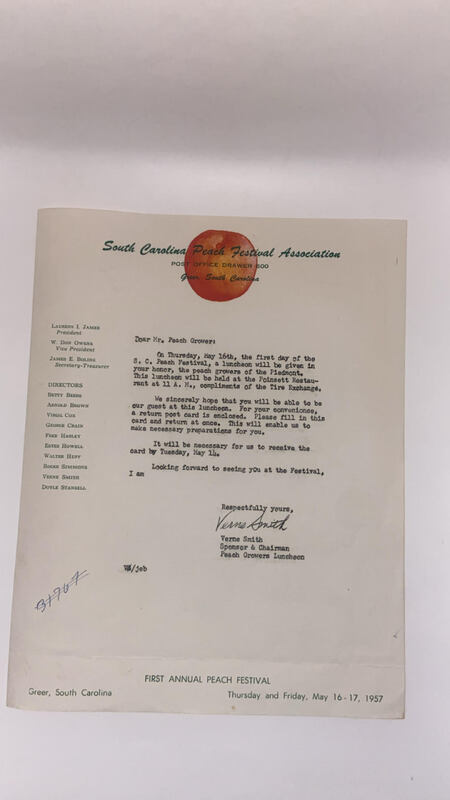 South Carolina Peach Festival Association
POST OFFICE DRAWER 600
Greer, South Carolina
LAUREN I. JAMES
President
W. DON OWENS
Vice President
JAMES E. BOLING
Secretary-Treasurer
DIRECTORS
BETTY BEEBE
ARNOLD BROWN
VIRGIL COX
GEORGE CRAIN
ESTES HOWELL
WALTER HUFF
ROGER SIMMONS
VERNE SMITH
DOYLE STANSELL
Dear Mr. Peach Grower:
On Thursday, May 16th, the first day of the
S. C. Peach Festival, a luncheon will be given in
your honor, the peach growers of the Piedmont.
This luncheon will be held at the Poinsett Restau-
rant at 11 A. M., compliments of the Tire Exchange.
We sincerely hope that you will be able to be
our guest at this luncheon. For your convenience,
a return post card is enclosed. Please fill in this
card and return at once. This will enable us to
make necessary preparations for you.
It will be necessary for us to receive the
card by Tuesday, May 14.
Looking forward to seeing you at the Festival,
I am
Respectfully yours,
Verne Smith
Verne Smith
Sponsor & Chairman
Peach Growers Luncheon
VS/jeb
FIRST ANNUAL PEACH FESTIVAL
Greer, South Carolina
Thursday and Friday, May 16-17, 1957